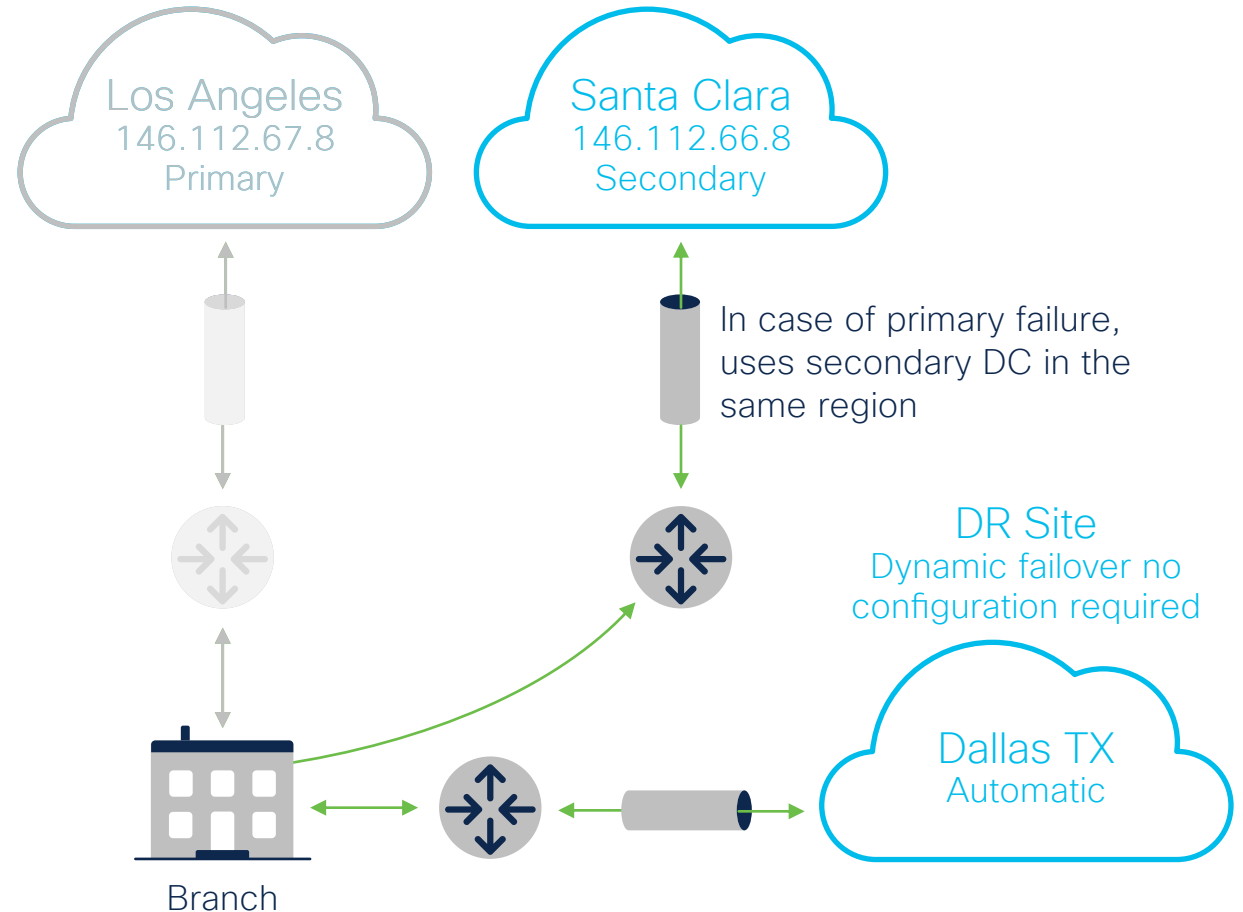 Los Angeles
146.112.67.8
Primary
Santa Clara
146.112.66.8
Secondary
In case of primary failure,
uses secondary DC in the
same region
DR Site
Dynamic failover no
configuration required
Dallas TX
Automatic
Branch